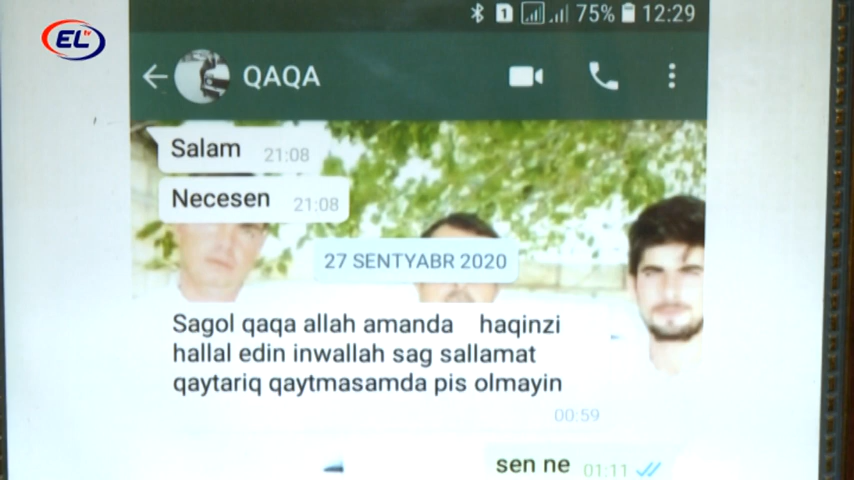 75% 12:29
EL tv
QAQA
Salam 21:08
Necesen 21:08
27 SENTYABR 2020
Sagol qaqa allah amanda haqinzi
hallal edin inwallah sag sallamat
qaytariq qaytmasamda pis olmayin
00:59
sen ne 01:11